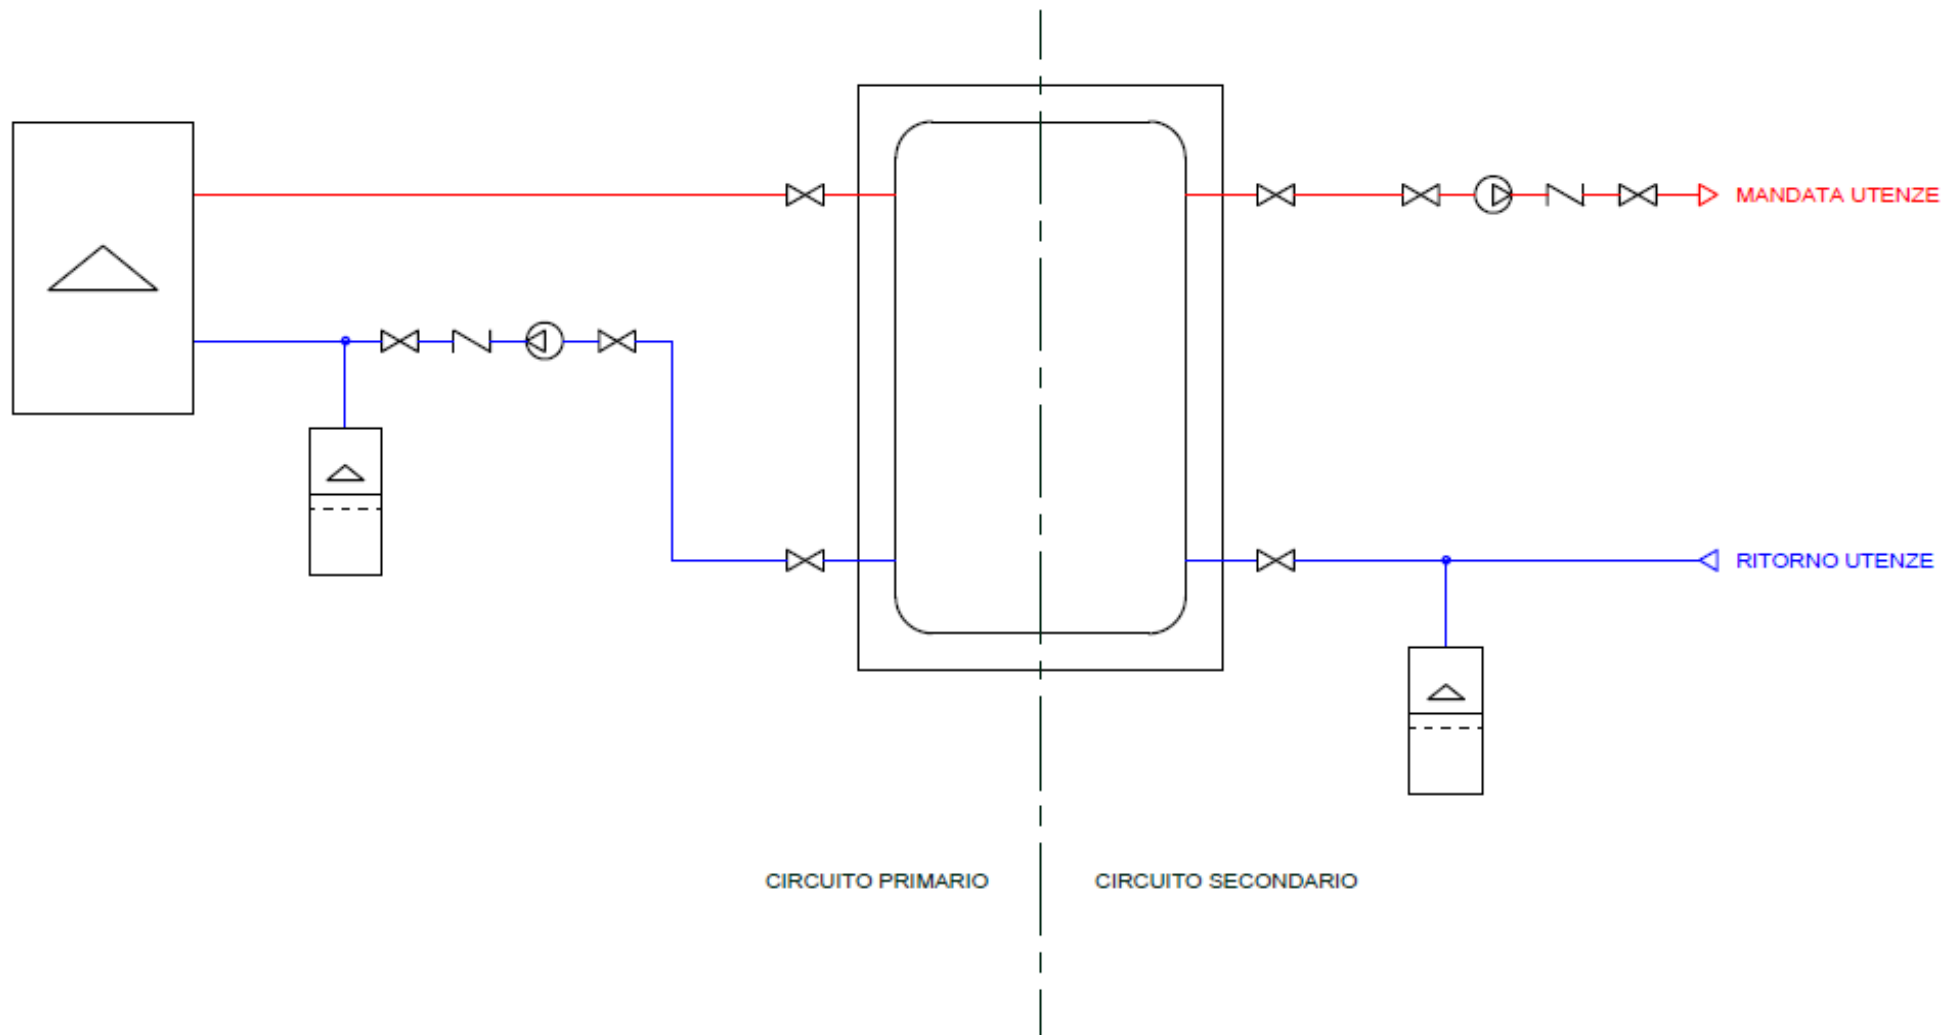 MANDATA UTENZE
RITORNO UTENZE
CIRCUITO PRIMARIO
CIRCUITO SECONDARIO